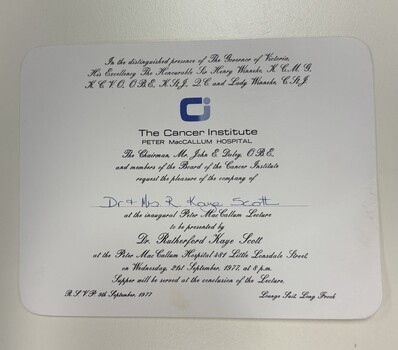 In the distinguished presence of The Governor of Victoria,
His Excellency The Honourable Sir Henry Winneke, K.C.M.G.
K.C.V.O., O.B.E., K.St.J., Q.C. and Lady Winneke, C.St.J.
The Cancer Institute
PETER MacCALLUM HOSPITAL
The Chairman, Mr. John E. Daley, O.B.E.
and members of the Board of the Cancer Institute
request the pleasure of the company of
Dr & Mrs. R Kaye Scott
at the inaugural Peter MacCallum Lecture
to be presented by
Dr. Rutherford Kaye Scott
at the Peter MacCallum Hospital 481 Little Lonsdale Street,
on Wednesday, 21st September, 1977, at 8 p.m.
Supper will be served at the conclusion of the Lecture.
R.S.V.P. 9th September, 1977 Lounge Suit, Long Frock